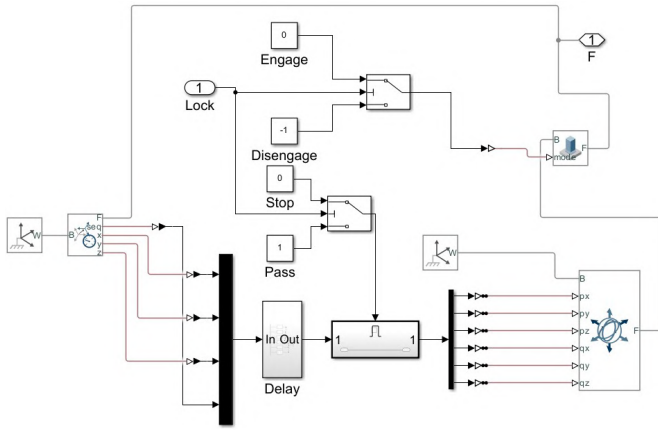 0
Engage
1
F
1
Lock
-1
Disengage
B
F
mode
0
Stop
1
Pass
W
B
F
seq
x
y
z
W
In Out
Delay
1
1
B
px
py
pz
qx
qy
qz
F